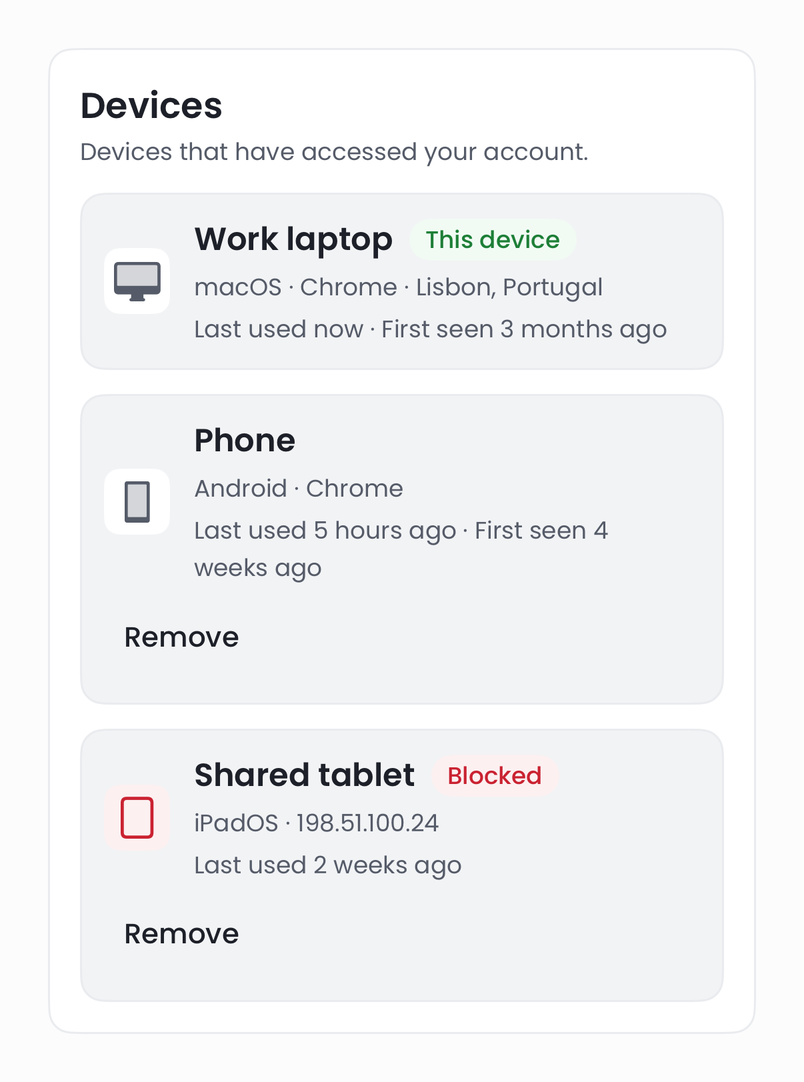 Devices
Devices that have accessed your account.
Work laptop This device
macOS · Chrome · Lisbon, Portugal
Last used now · First seen 3 months ago
Phone
Android · Chrome
Last used 5 hours ago · First seen 4
weeks ago
Remove
Shared tablet Blocked
iPadOS · 198.51.100.24
Last used 2 weeks ago
Remove